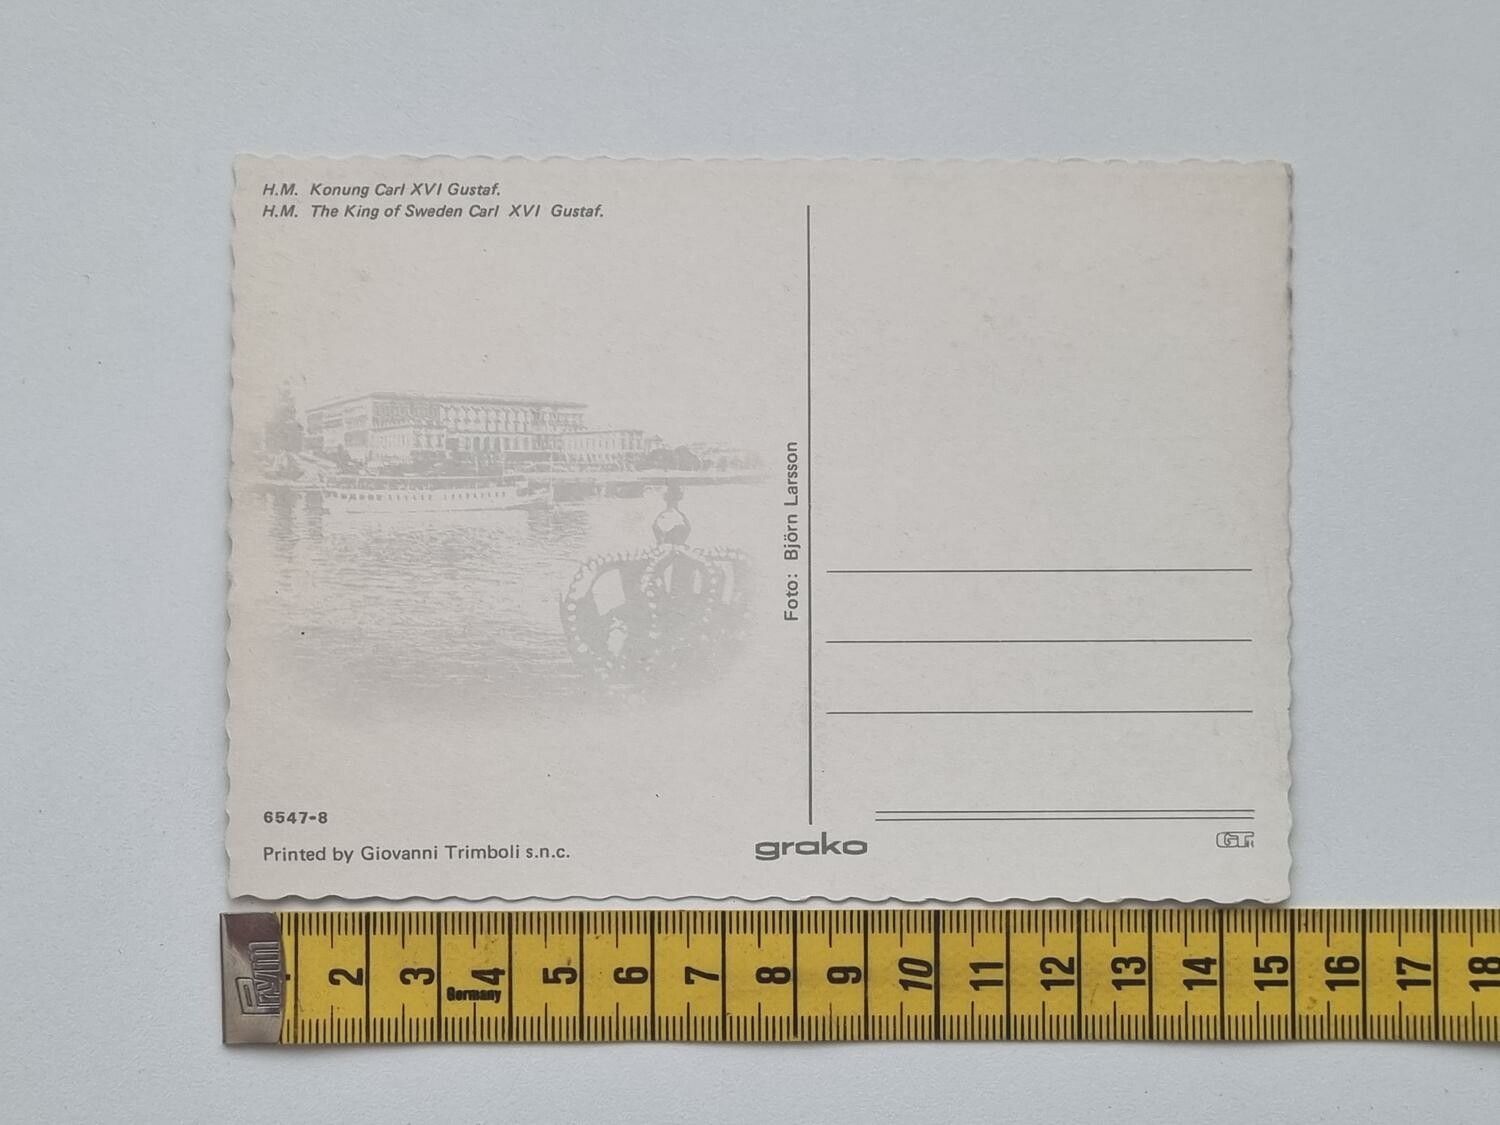 H.M. Konung Carl XVI Gustaf.
H.M. The King of Sweden Carl XVI Gustaf.
Foto: Björn Larsson
6547-8
Printed by Giovanni Trimboli s.n.c.
grako
GT
Prym
2 3 4 5 6 7 8 9 10 11 12 13 14 15 16 17 18
Germany